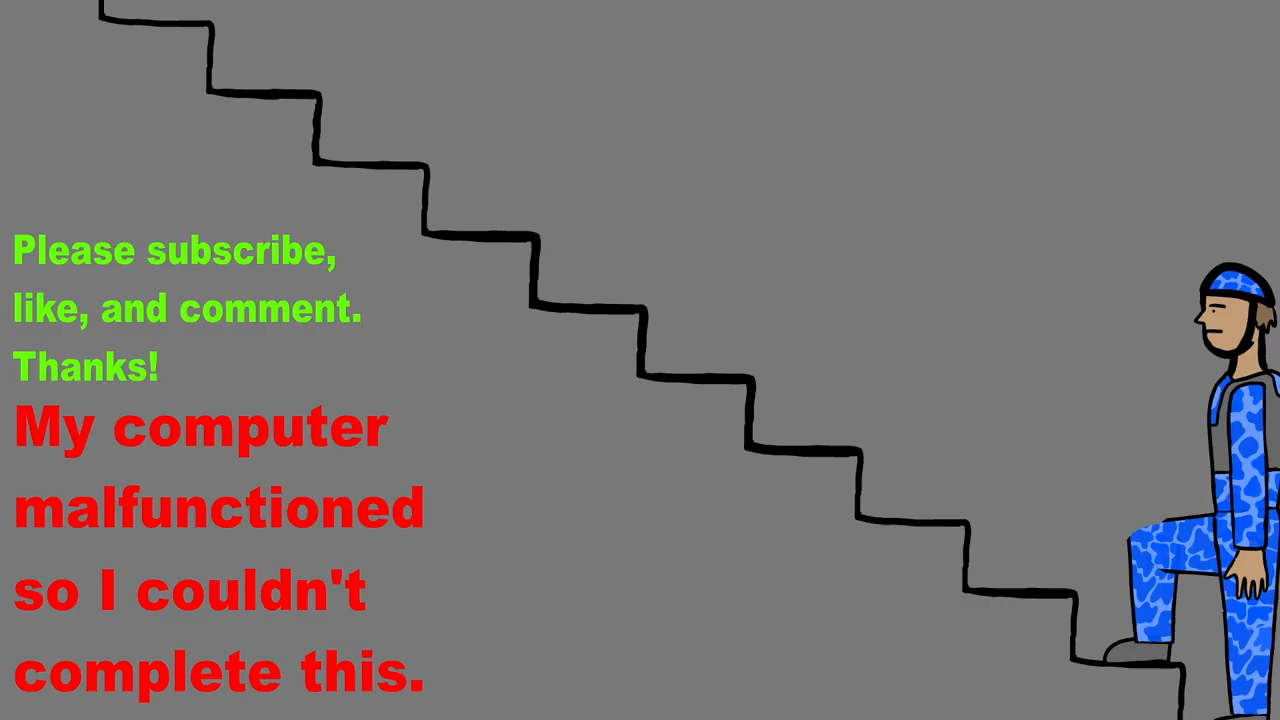 Please subscribe,
like, and comment.
Thanks!
My computer
malfunctioned
so I couldn't
complete this.